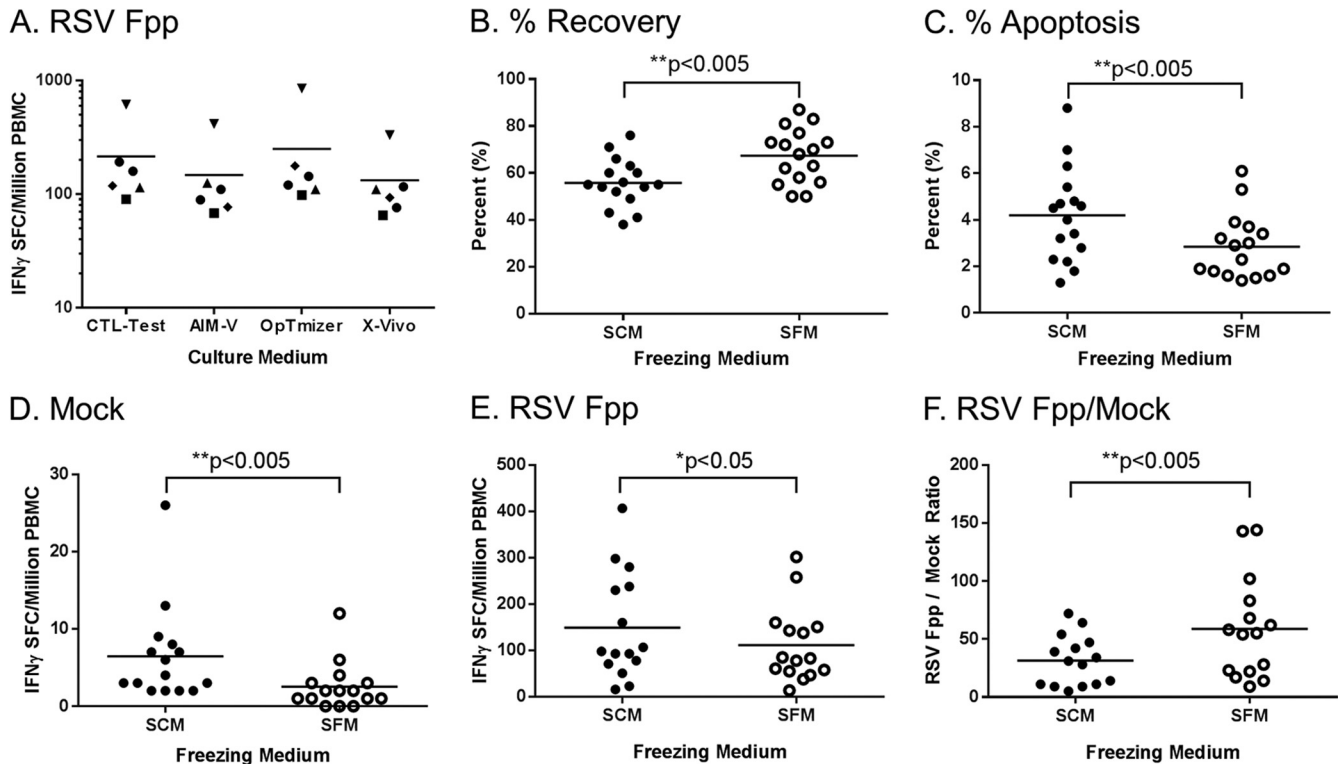 A. RSV Fpp
IFNγ SFC/Million PBMC
1000
100
10
CTL-Test AIM-V OpTmizer X-Vivo
Culture Medium
B. % Recovery
**p<0.005
Percent (%)
100
80
60
40
20
0
SCM SFM
Freezing Medium
C. % Apoptosis
**p<0.005
Percent (%)
10
8
6
4
2
0
SCM SFM
Freezing Medium
D. Mock
**p<0.005
IFNγ SFC/Million PBMC
30
20
10
0
SCM SFM
Freezing Medium
E. RSV Fpp
*p<0.05
IFNγ SFC/Million PBMC
500
400
300
200
100
0
SCM SFM
Freezing Medium
F. RSV Fpp/Mock
**p<0.005
RSV Fpp / Mock Ratio
200
150
100
50
0
SCM SFM
Freezing Medium